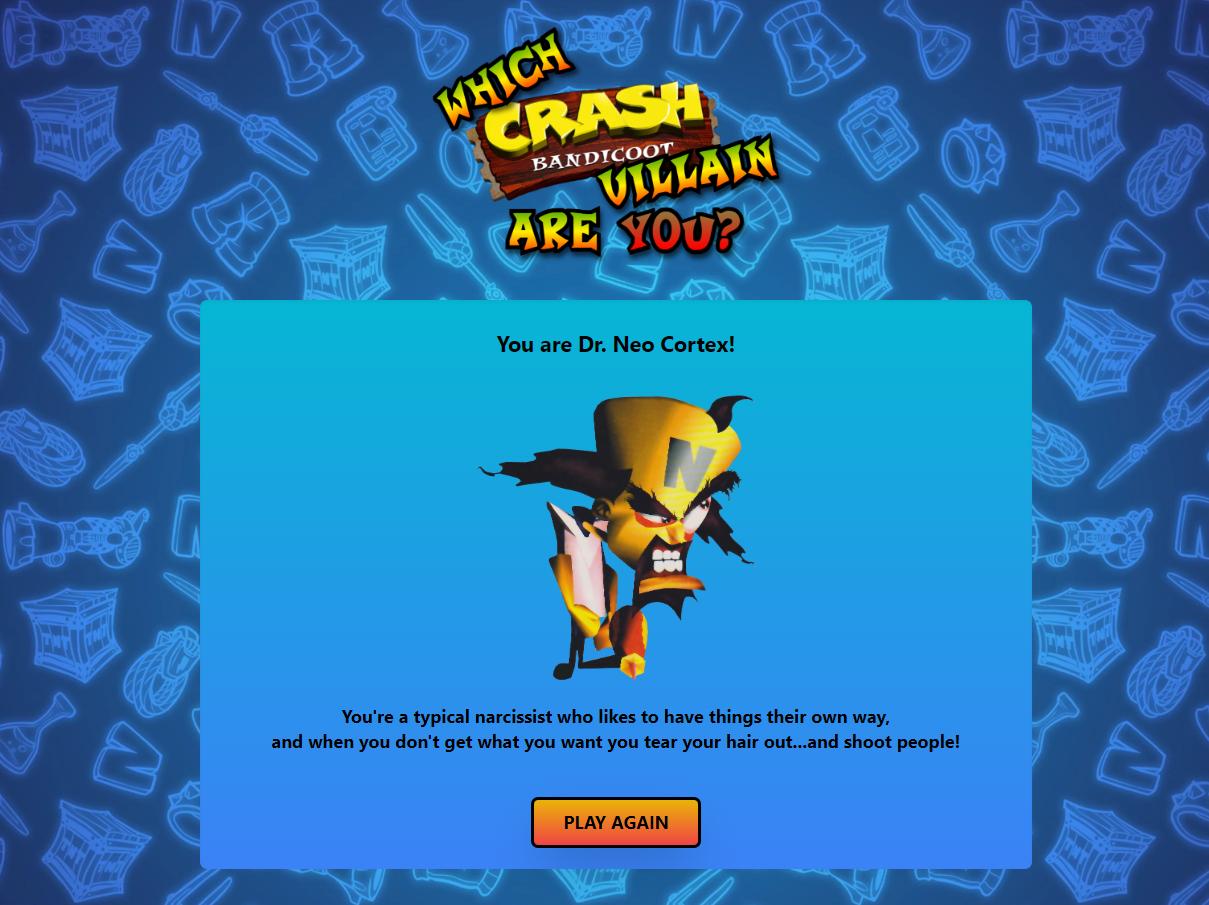 WHICH
CRASH
BANDICOOT
VILLAIN
ARE YOU?
You are Dr. Neo Cortex!
N
You're a typical narcissist who likes to have things their own way,
and when you don't get what you want you tear your hair out...and shoot people!
PLAY AGAIN